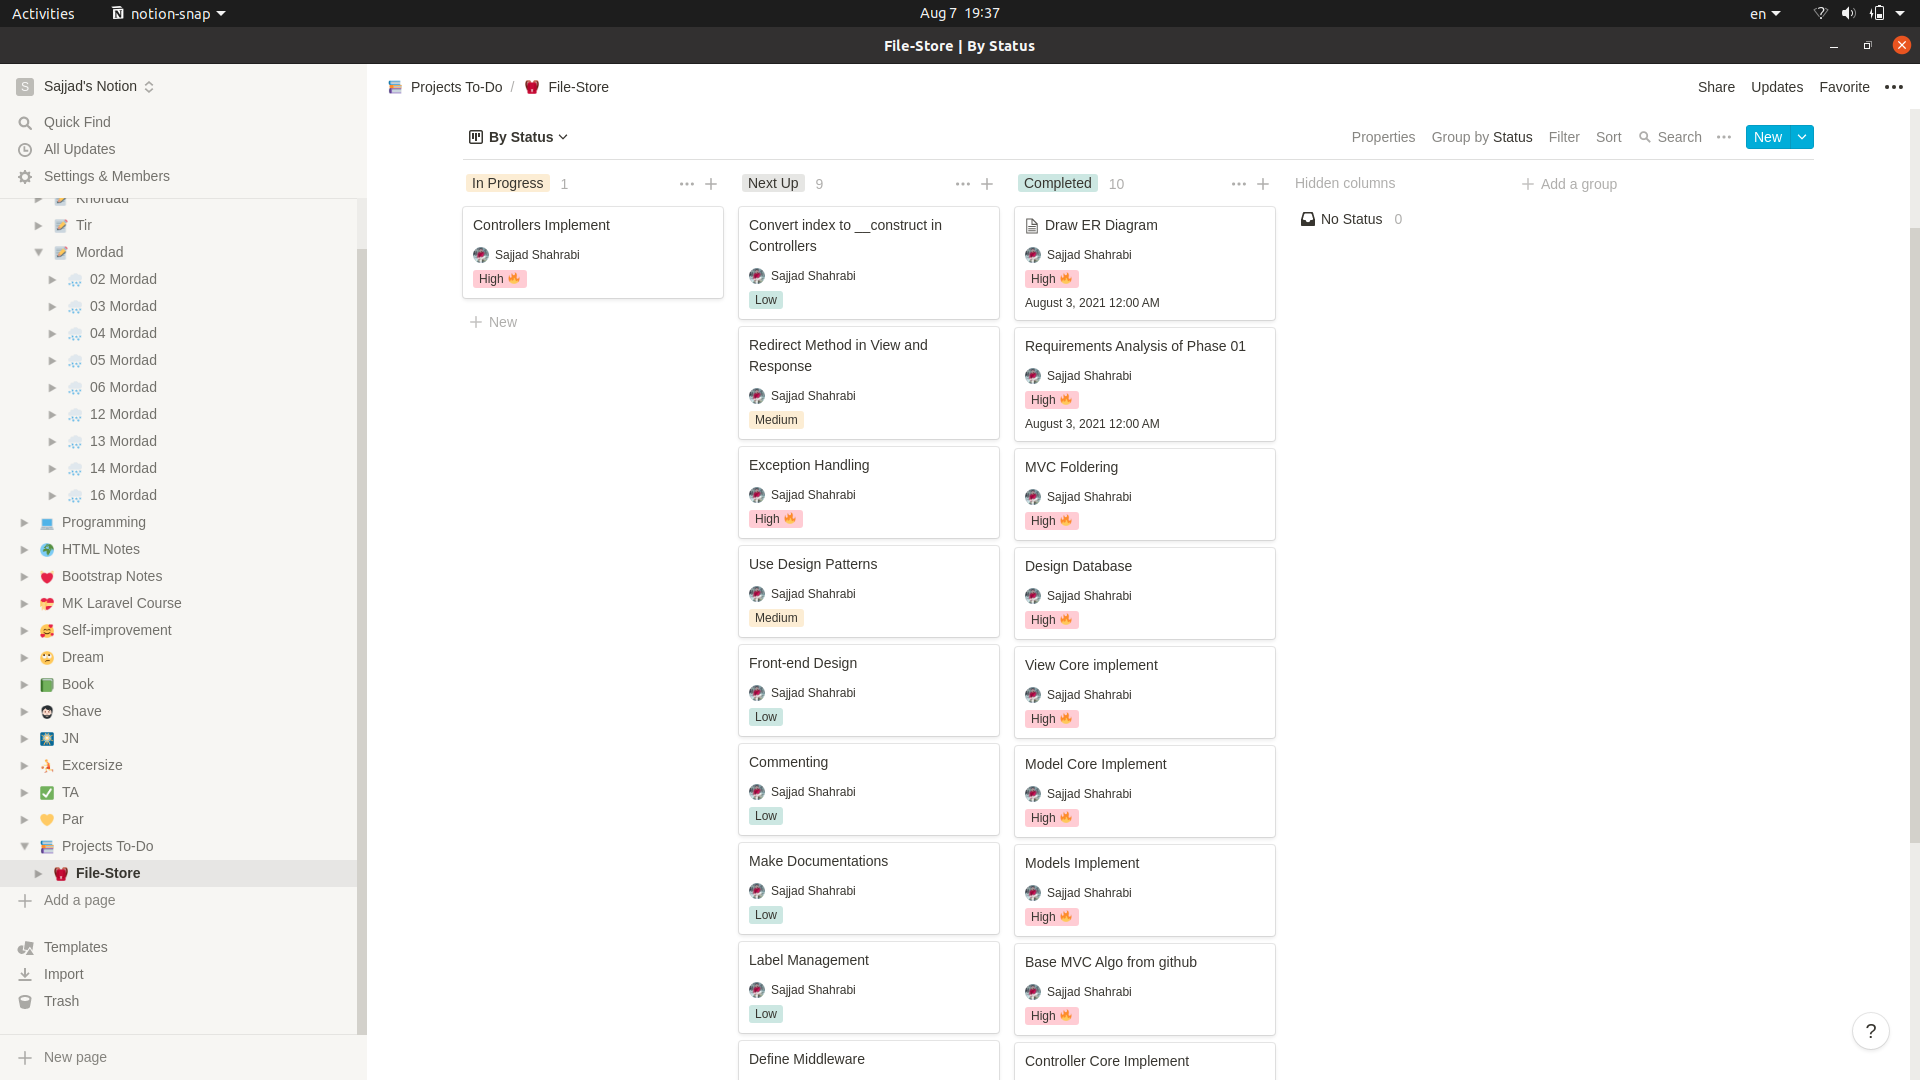 Activities
notion-snap
Aug 7 19:37
en
File-Store | By Status
S
Sajjad's Notion
Quick Find
All Updates
Settings & Members
Khordad
Tir
Mordad
02 Mordad
03 Mordad
04 Mordad
05 Mordad
06 Mordad
12 Mordad
13 Mordad
14 Mordad
16 Mordad
Programming
HTML Notes
Bootstrap Notes
MK Laravel Course
Self-improvement
Dream
Book
Shave
JN
Excersize
TA
Par
Projects To-Do
File-Store
Add a page
Templates
Import
Trash
New page
Projects To-Do / File-Store
Share
Updates
Favorite
By Status
Properties
Group by Status
Filter
Sort
Search
New
In Progress 1
Controllers Implement
Sajjad Shahrabi
High
New
Next Up 9
Convert index to __construct in
Controllers
Sajjad Shahrabi
Low
Redirect Method in View and
Response
Sajjad Shahrabi
Medium
Exception Handling
Sajjad Shahrabi
High
Use Design Patterns
Sajjad Shahrabi
Medium
Front-end Design
Sajjad Shahrabi
Low
Commenting
Sajjad Shahrabi
Low
Make Documentations
Sajjad Shahrabi
Low
Label Management
Sajjad Shahrabi
Low
Define Middleware
Completed 10
Draw ER Diagram
Sajjad Shahrabi
High
August 3, 2021 12:00 AM
Requirements Analysis of Phase 01
Sajjad Shahrabi
High
August 3, 2021 12:00 AM
MVC Foldering
Sajjad Shahrabi
High
Design Database
Sajjad Shahrabi
High
View Core implement
Sajjad Shahrabi
High
Model Core Implement
Sajjad Shahrabi
High
Models Implement
Sajjad Shahrabi
High
Base MVC Algo from github
Sajjad Shahrabi
High
Controller Core Implement
Hidden columns
No Status 0
Add a group
?